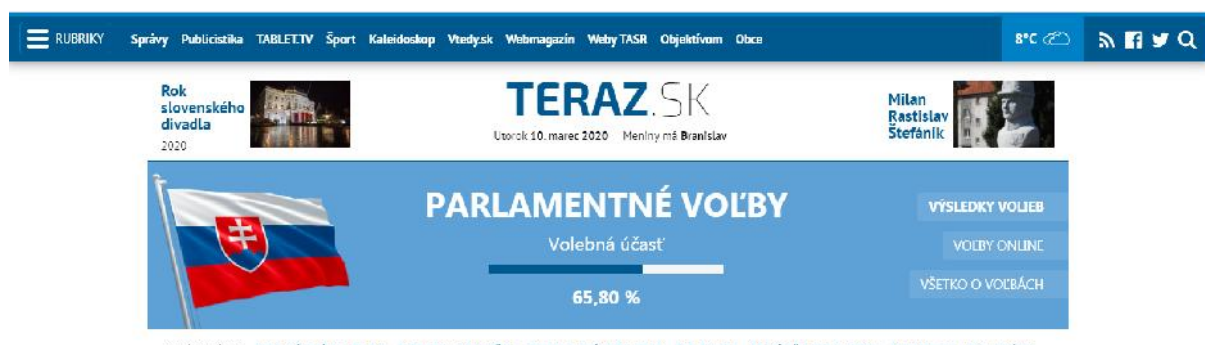 RUBRIKY Správy Publicistika TABLET.TV Šport Kaleidoskop Vtedy.sk Webmagazín Weby TASR Objektívom Obce 8°C
Rok
slovenského
divadla
2020
TERAZ.SK
Utorok 10. marec 2020 Meniny má Branislav
Milan
Rastislav
Štefánik
PARLAMENTNÉ VOĽBY
Volebná účasť
65,80 %
VÝSLEDKY VOLIEB
VOĽBY ONLINE
VŠETKO O VOĽBÁCH